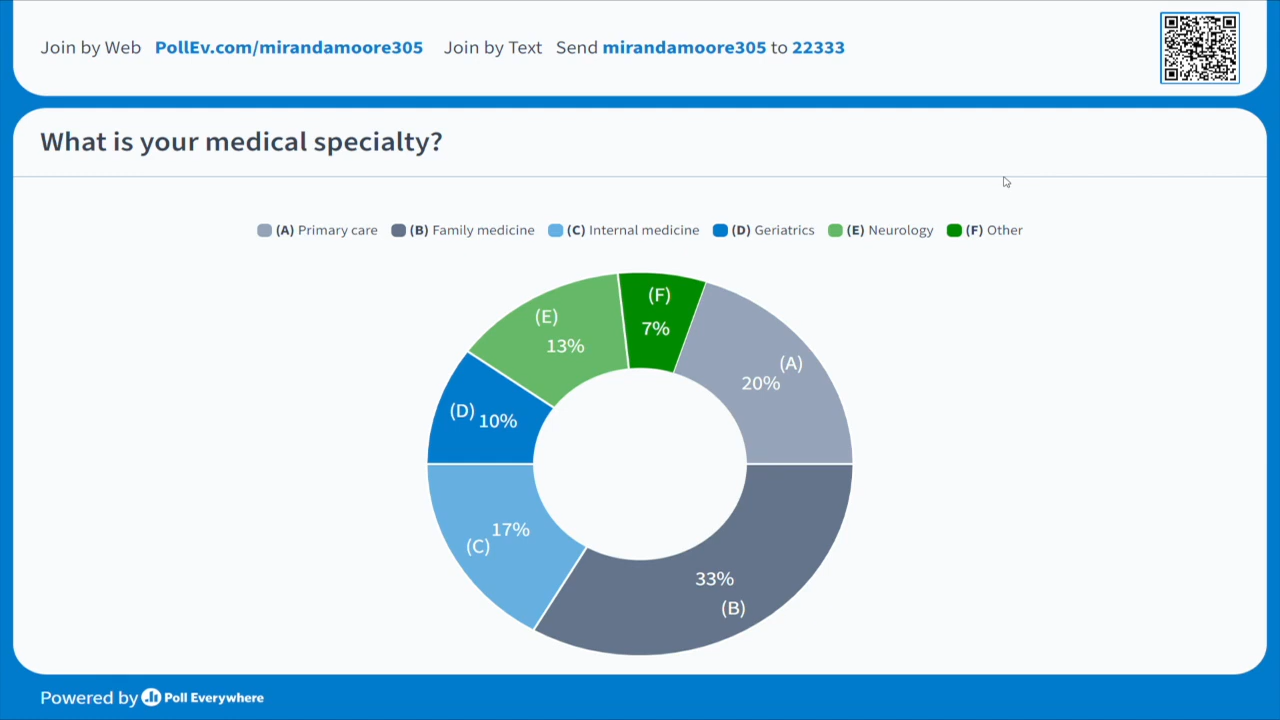 Join by Web PollEv.com/mirandamoore305 Join by Text Send mirandamoore305 to 22333
What is your medical specialty?
(A) Primary care (B) Family medicine (C) Internal medicine (D) Geriatrics (E) Neurology (F) Other
(F)
7%
(E)
13%
(A)
20%
(D) 10%
17%
(C)
33%
(B)
Powered by Poll Everywhere